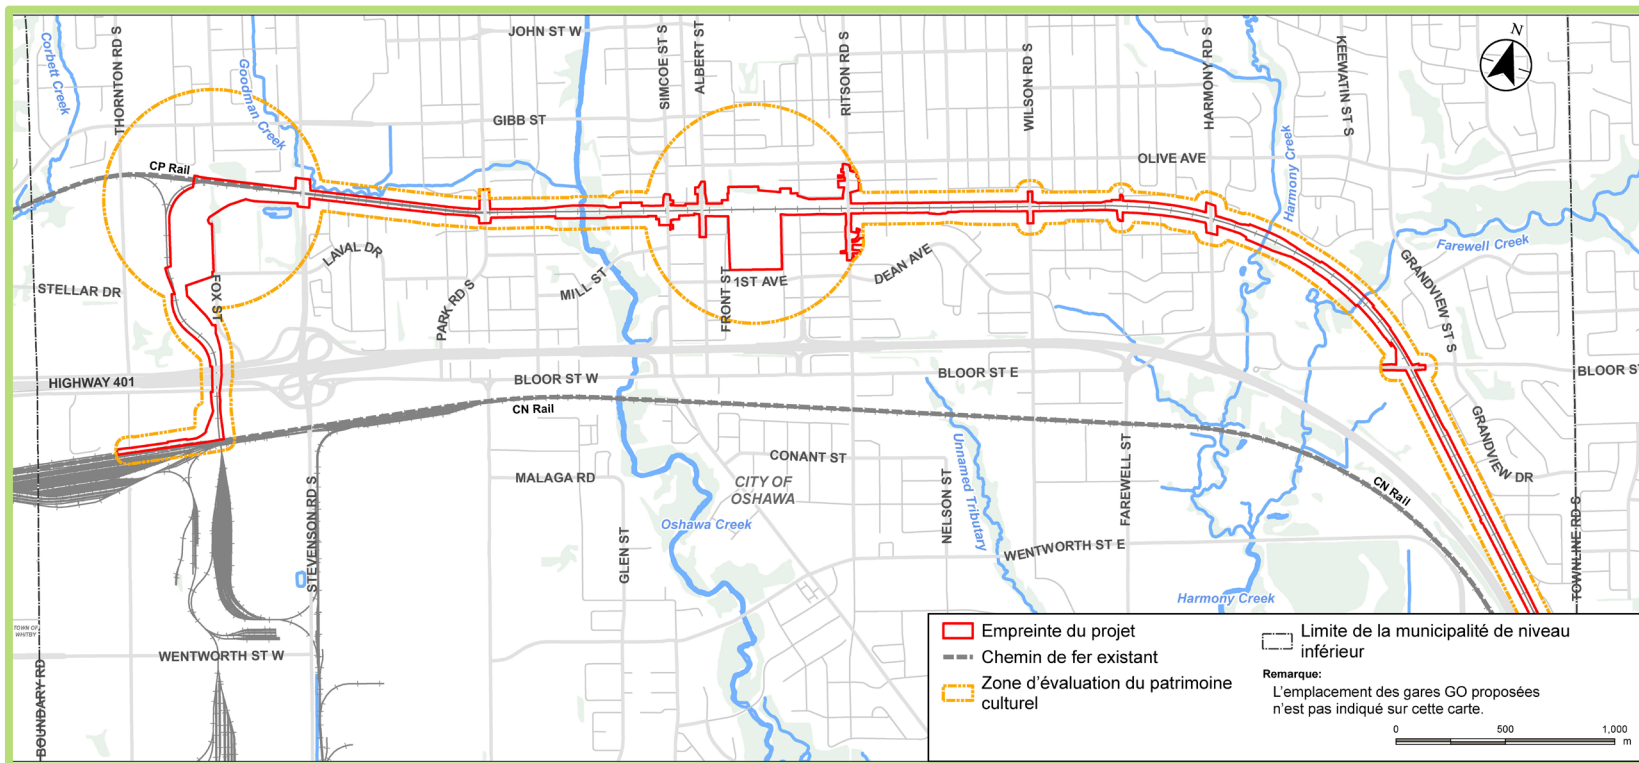 N
JOHN ST W
SIMCOE ST S
ALBERT ST
RITSON RD S
WILSON RD S
HARMONY RD S
KEEWATIN ST S
Corbett Creek
THORNTON RD S
Goodman Creek
GIBB ST
CP Rail
OLIVE AVE
Harmony Creek
Farewell Creek
LAVAL DR
STELLAR DR
FOX ST
PARK RD S
MILL ST
FRONT ST
1ST AVE
DEAN AVE
GRANDVIEW ST S
HIGHWAY 401
BLOOR ST W
BLOOR ST E
BLOOR ST
CN Rail
GRANDVIEW DR
MALAGA RD
CONANT ST
CITY OF
OSHAWA
Oshawa Creek
NELSON ST
Unnamed Tributary
FAREWELL ST
CN Rail
STEVENSON RD S
GLEN ST
WENTWORTH ST E
TOWNLINE RD S
Harmony Creek
TOWN OF
WHITBY
WENTWORTH ST W
BOUNDARY RD
Empreinte du projet
Chemin de fer existant
Zone d'évaluation du patrimoine
culturel
Limite de la municipalité de niveau
inférieur
Remarque:
L'emplacement des gares GO proposées
n'est pas indiqué sur cette carte.
0 500 1,000
m